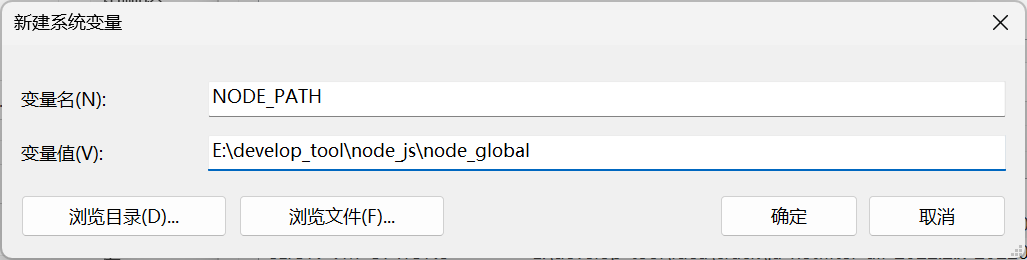 新建系统变量
变量名(N):
NODE_PATH
变量值(V):
E:\develop_tool\node_js\node_global
浏览目录(D)...
浏览文件(F)...
确定
取消